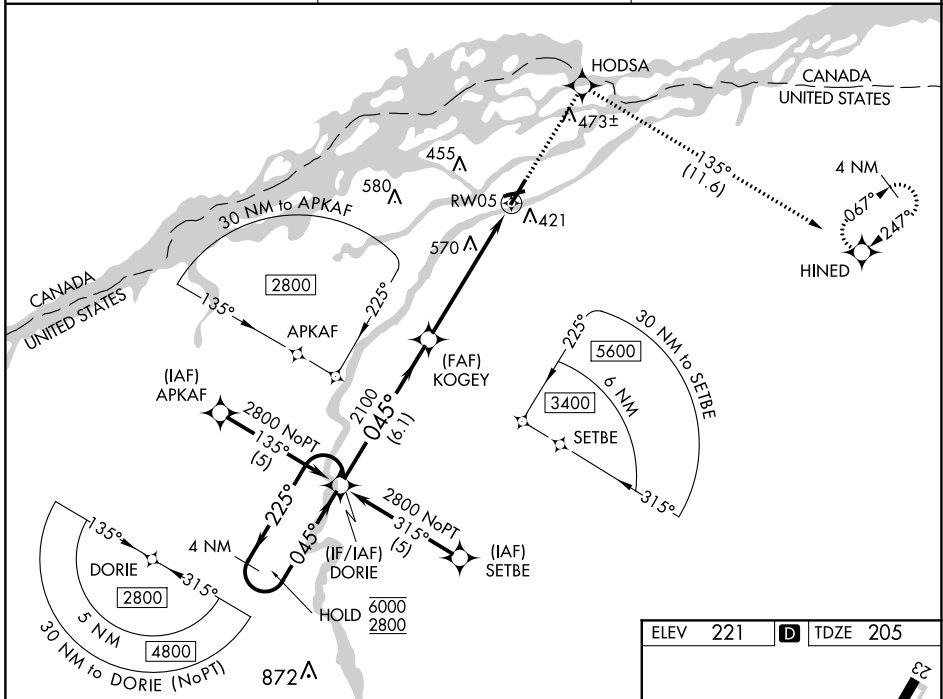 HODSA
CANADA
UNITED STATES
473±
135°
(11.6)
4 NM
067°
247°
HINED
455
580
RW05
421
570
30 NM to APKAF
2800
135°
225°
APKAF
CANADA
UNITED STATES
(FAF)
KOGEY
2100
045°
(6.1)
30 NM to SETBE
225°
5600
6 NM
3400
SETBE
315°
(IAF)
APKAF
2800 NoPT
135°
(5)
225°
045°
4 NM
(IF/IAF)
DORIE
2800 NoPT
315°
(5)
(IAF)
SETBE
HOLD 6000
2800
135°
DORIE
315°
2800
5 NM
4800
30 NM to DORIE (NoPT)
872
ELEV 221 D TDZE 205
23